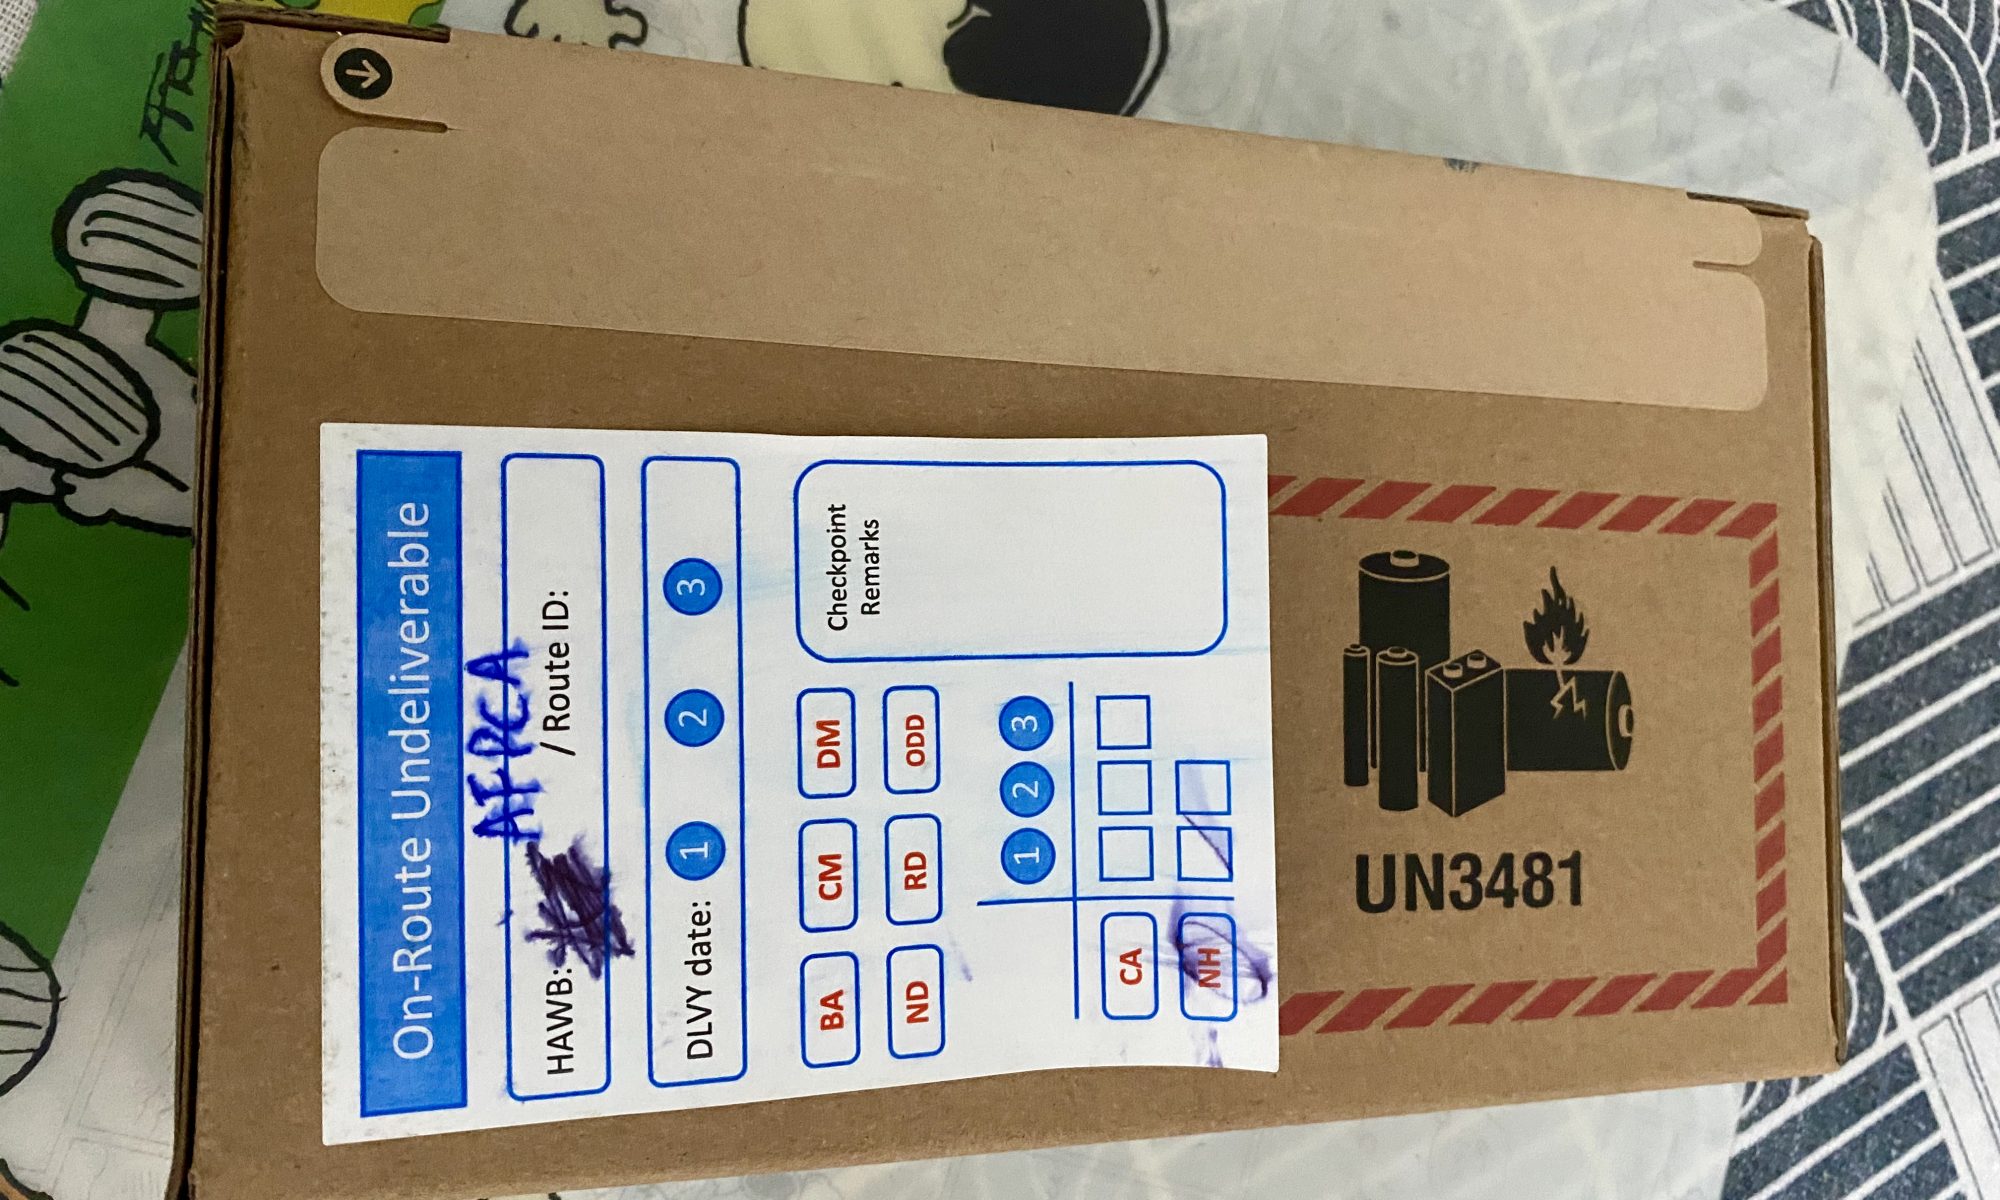 On-Route Undeliverable
AFPCA
HAWB: / Route ID:
DLVY date: 1 2 3
BA CM DM
ND RD ODD
Checkpoint
Remarks
1 2 3
CA
NH
UN3481